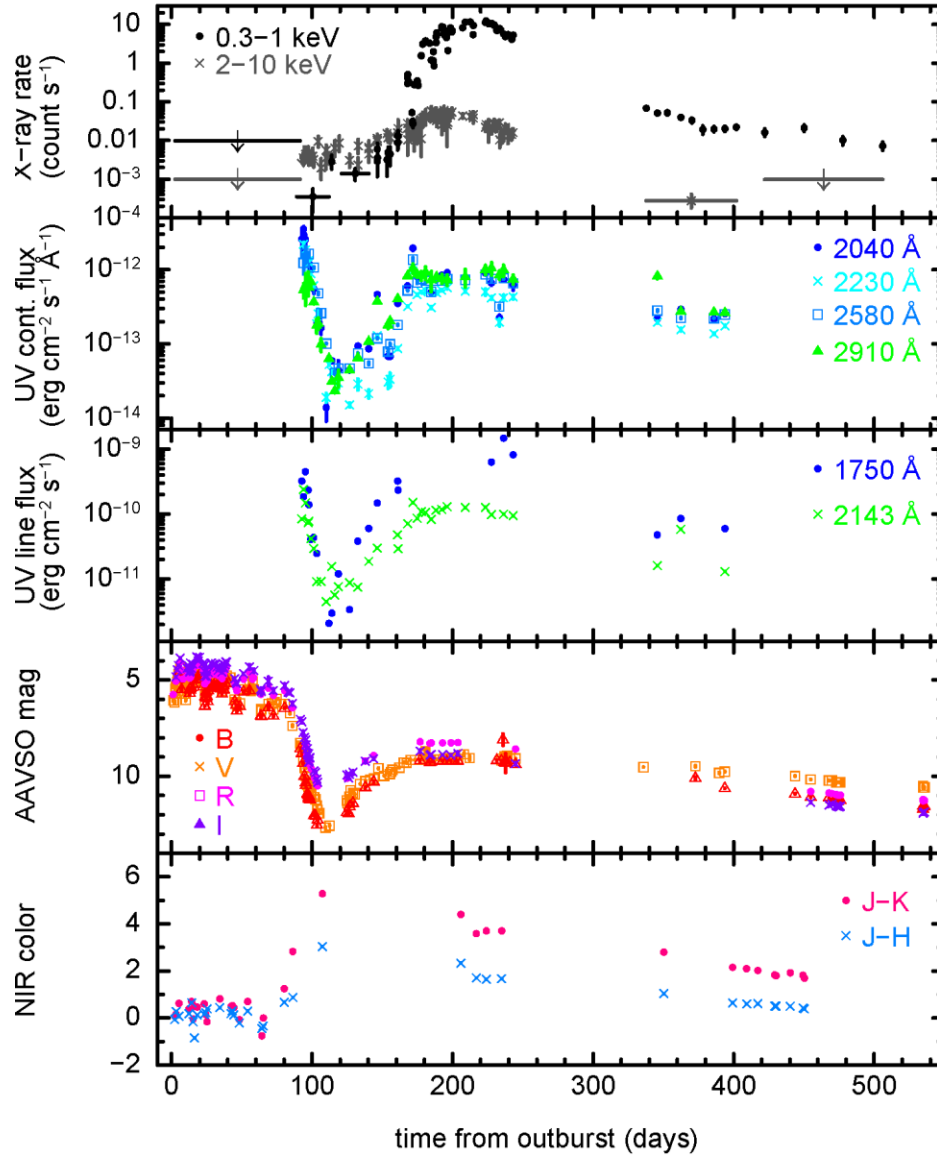 X-ray rate
(count s⁻¹)
10
1
0.1
0.01
10⁻³
10⁻⁴
0.3-1 keV
2-10 keV
UV cont. flux
(erg cm⁻² s⁻¹ Å⁻¹)
10⁻¹²
10⁻¹³
10⁻¹⁴
2040 Å
2230 Å
2580 Å
2910 Å
UV line flux
(erg cm⁻² s⁻¹)
10⁻⁹
10⁻¹⁰
10⁻¹¹
1750 Å
2143 Å
AAVSO mag
5
10
B
V
R
I
NIR color
6
4
2
0
-2
J-K
J-H
0 100 200 300 400 500
time from outburst (days)